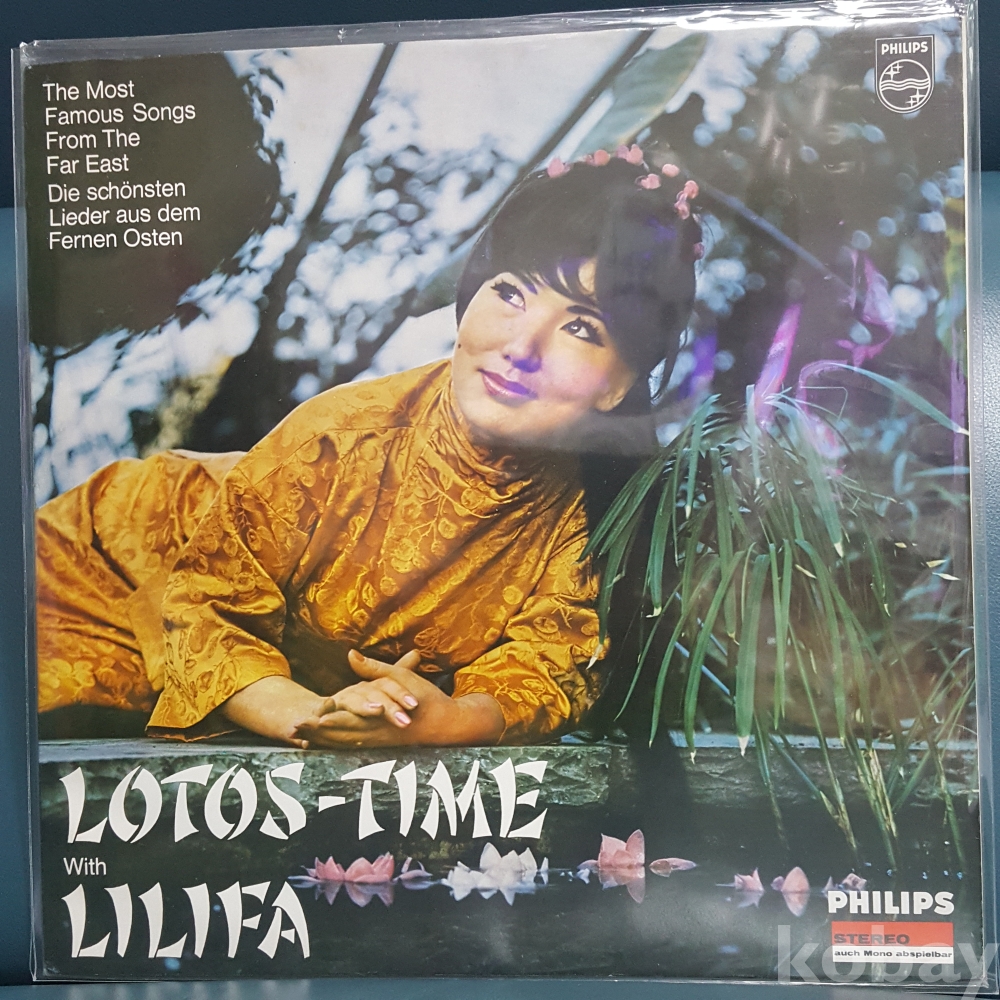 The Most
Famous Songs
From The
Far East
Die schönsten
Lieder aus dem
Fernen Osten
PHILIPS
LOTOS-TIME
With
LILIFA
PHILIPS
STEREO
auch Mono abspielbar
kobay